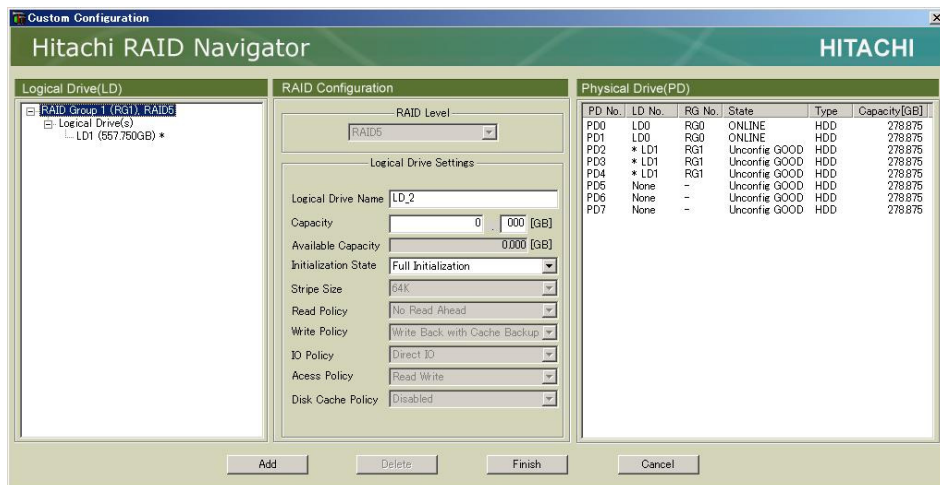 Custom Configuration
Hitachi RAID Navigator
HITACHI
Logical Drive(LD)
RAID Group 1 (RG1), RAID5
Logical Drive(s)
LD1 (557.750GB) *
RAID Configuration
RAID Level
RAID5
Logical Drive Settings
Logical Drive Name LD_2
Capacity 0 . 000 [GB]
Available Capacity 0.000 [GB]
Initialization State Full Initialization
Stripe Size 64K
Read Policy No Read Ahead
Write Policy Write Back with Cache Backup
IO Policy Direct IO
Acess Policy Read Write
Disk Cache Policy Disabled
Physical Drive(PD)
PD No. LD No. RG No. State Type Capacity[GB]
PD0 LD0 RG0 ONLINE HDD 278.875
PD1 LD0 RG0 ONLINE HDD 278.875
PD2 * LD1 RG1 Unconfig GOOD HDD 278.875
PD3 * LD1 RG1 Unconfig GOOD HDD 278.875
PD4 * LD1 RG1 Unconfig GOOD HDD 278.875
PD5 None - Unconfig GOOD HDD 278.875
PD6 None - Unconfig GOOD HDD 278.875
PD7 None - Unconfig GOOD HDD 278.875
Add Delete Finish Cancel